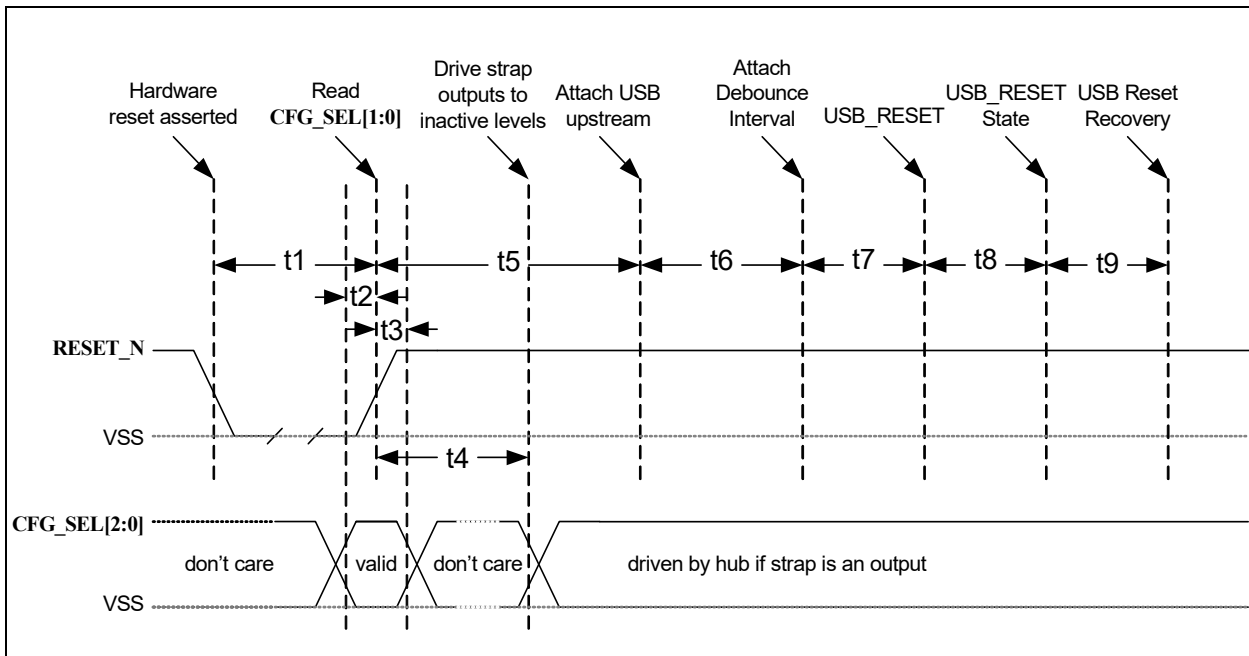 Hardware
reset asserted
Read
CFG_SEL[1:0]
Drive strap
outputs to
inactive levels
Attach USB
upstream
Attach
Debounce
Interval
USB_RESET
USB_RESET
State
USB Reset
Recovery
t1
t5
t6
t7
t8
t9
t2
t3
RESET_N
VSS
t4
CFG_SEL[2:0]
don't care
valid
don't care
driven by hub if strap is an output
VSS